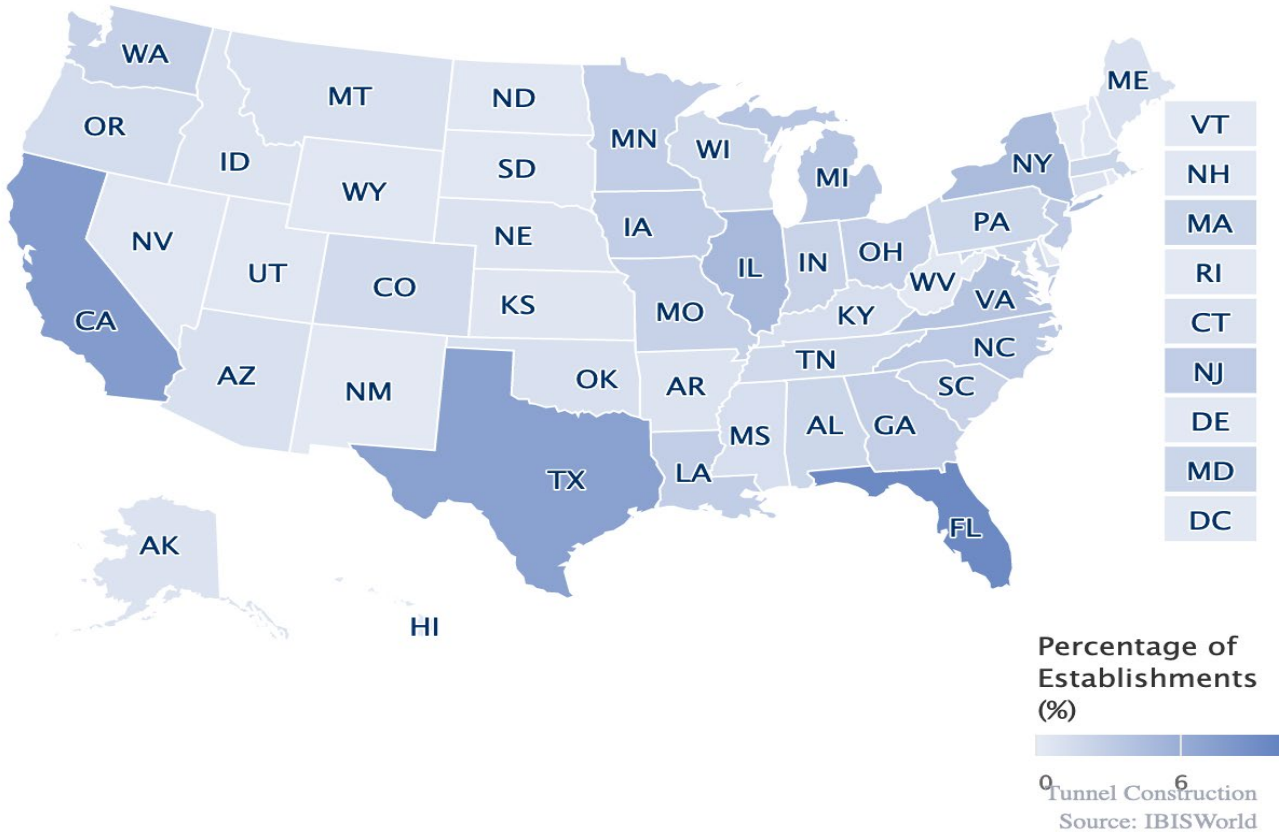 WA
MT
ND
MN
ME
OR
ID
SD
WI
MI
NY
VT
NH
MA
RI
CT
NJ
DE
MD
DC
WY
NV
UT
CO
NE
IA
IL
IN
OH
PA
CA
KS
MO
KY
WV
VA
AZ
NM
OK
AR
TN
NC
SC
TX
LA
MS
AL
GA
FL
AK
HI
Percentage of
Establishments
(%)
0 6
Tunnel Construction
Source: IBISWorld